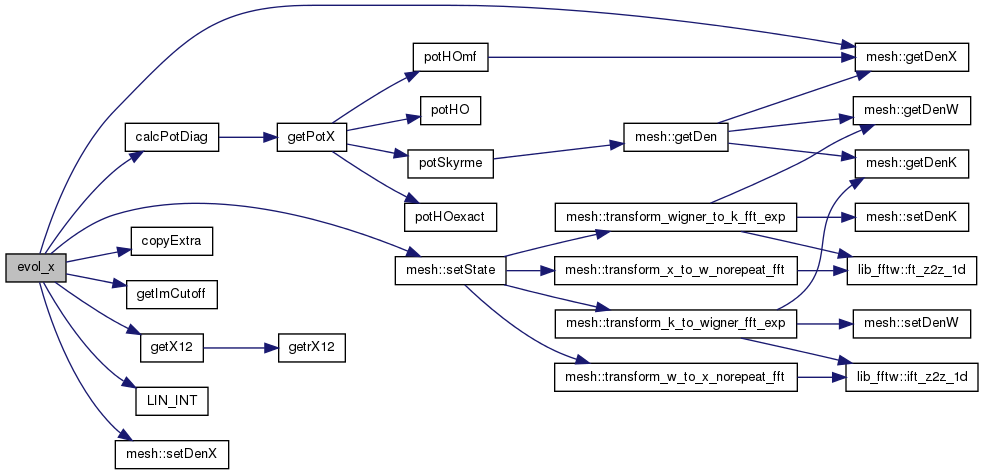 evol_x
calcPotDiag
copyExtra
getImCutoff
getX12
LIN_INT
mesh::setDenX
getPotX
getrX12
potHOmf
potHO
potSkyrme
potHOexact
mesh::setState
mesh::getDen
mesh::transform_wigner_to_k_fft_exp
mesh::transform_x_to_w_norepeat_fft
mesh::transform_k_to_wigner_fft_exp
mesh::transform_w_to_x_norepeat_fft
mesh::getDenX
mesh::getDenW
mesh::getDenK
mesh::setDenK
lib_fftw::ft_z2z_1d
mesh::setDenW
lib_fftw::ift_z2z_1d